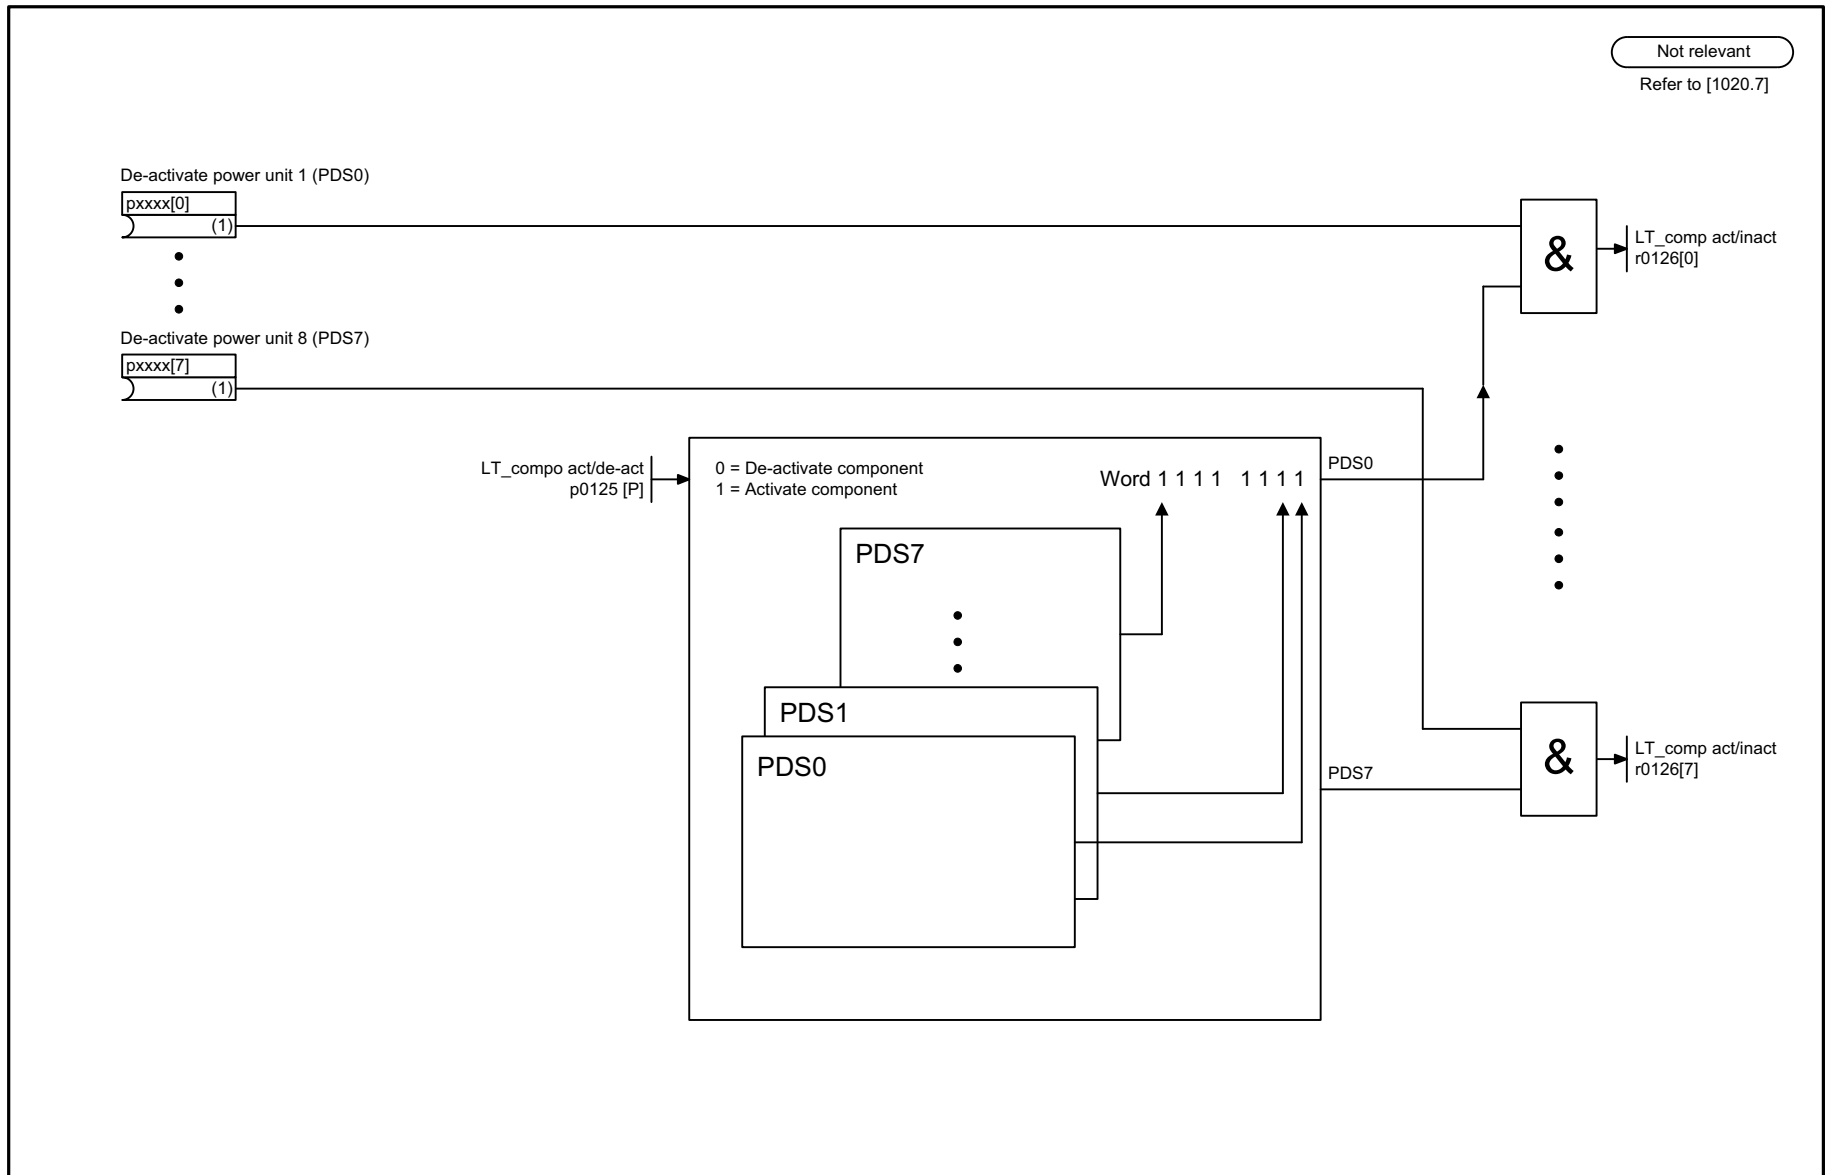 Not relevant
Refer to [1020.7]
De-activate power unit 1 (PDS0)
pxxxx[0]
(1)
&
LT_comp act/inact
r0126[0]
De-activate power unit 8 (PDS7)
pxxxx[7]
(1)
LT_compo act/de-act
p0125 [P]
0 = De-activate component
1 = Activate component
Word 1 1 1 1 1 1 1 1
PDS0
PDS7
PDS1
PDS0
PDS7
&
LT_comp act/inact
r0126[7]